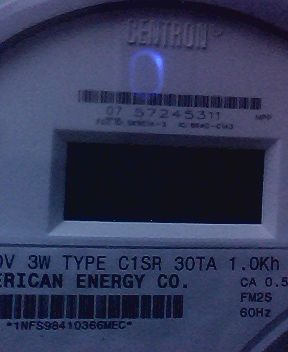 CENTRON®
07 57245311
MPP
0V 3W TYPE C1SR 30TA 1.0Kh
ERICAN ENERGY CO.
CA 0.5
FM2S
60Hz
*1NFS98410366MEC*